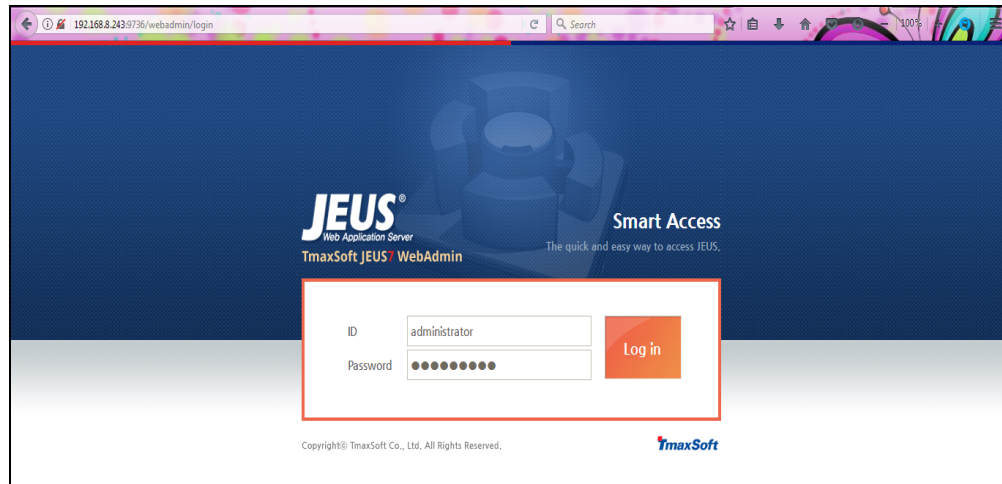 192.168.8.243:9736/webadmin/login
Search
100%
JEUS®
Web Application Server
TmaxSoft JEUS7 WebAdmin
Smart Access
The quick and easy way to access JEUS.
ID
administrator
Password
●●●●●●●●●
Log in
Copyright© TmaxSoft Co., Ltd. All Rights Reserved.
TmaxSoft